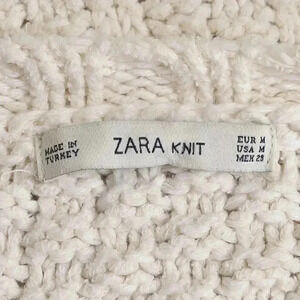 MADE IN
TURKEY
ZARA KNIT
EUR M
USA M
MEX 28